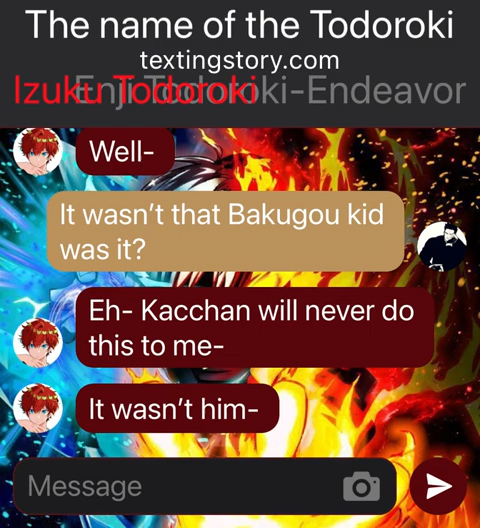 The name of the Todoroki
textingstory.com
Izuku Todoroki
Enji Todoroki-Endeavor
Well-
It wasn't that Bakugou kid
was it?
Eh- Kacchan will never do
this to me-
It wasn't him-
Message